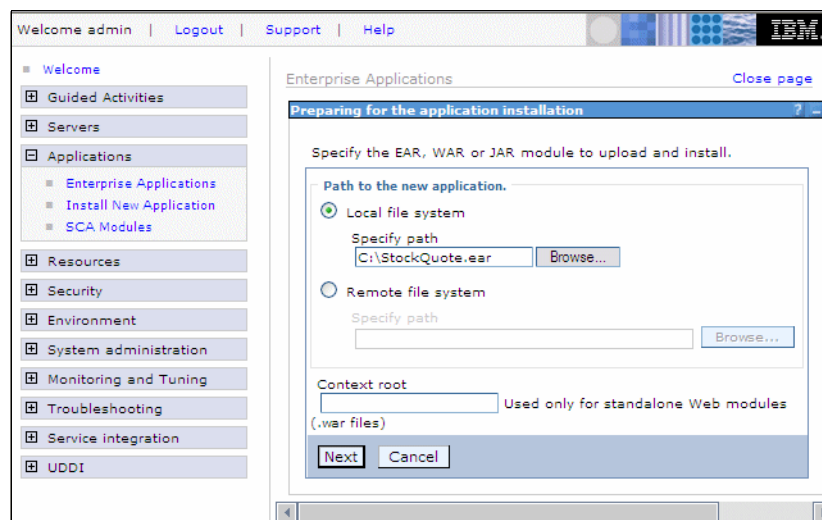 Welcome admin | Logout | Support | Help
IBM.
Welcome
Guided Activities
Servers
Applications
Enterprise Applications
Install New Application
SCA Modules
Resources
Security
Environment
System administration
Monitoring and Tuning
Troubleshooting
Service integration
UDDI
Enterprise Applications
Close page
Preparing for the application installation
? –
Specify the EAR, WAR or JAR module to upload and install.
Path to the new application.
Local file system
Specify path
C:\StockQuote.ear Browse...
Remote file system
Specify path
Browse...
Context root
Used only for standalone Web modules
(.war files)
Next Cancel